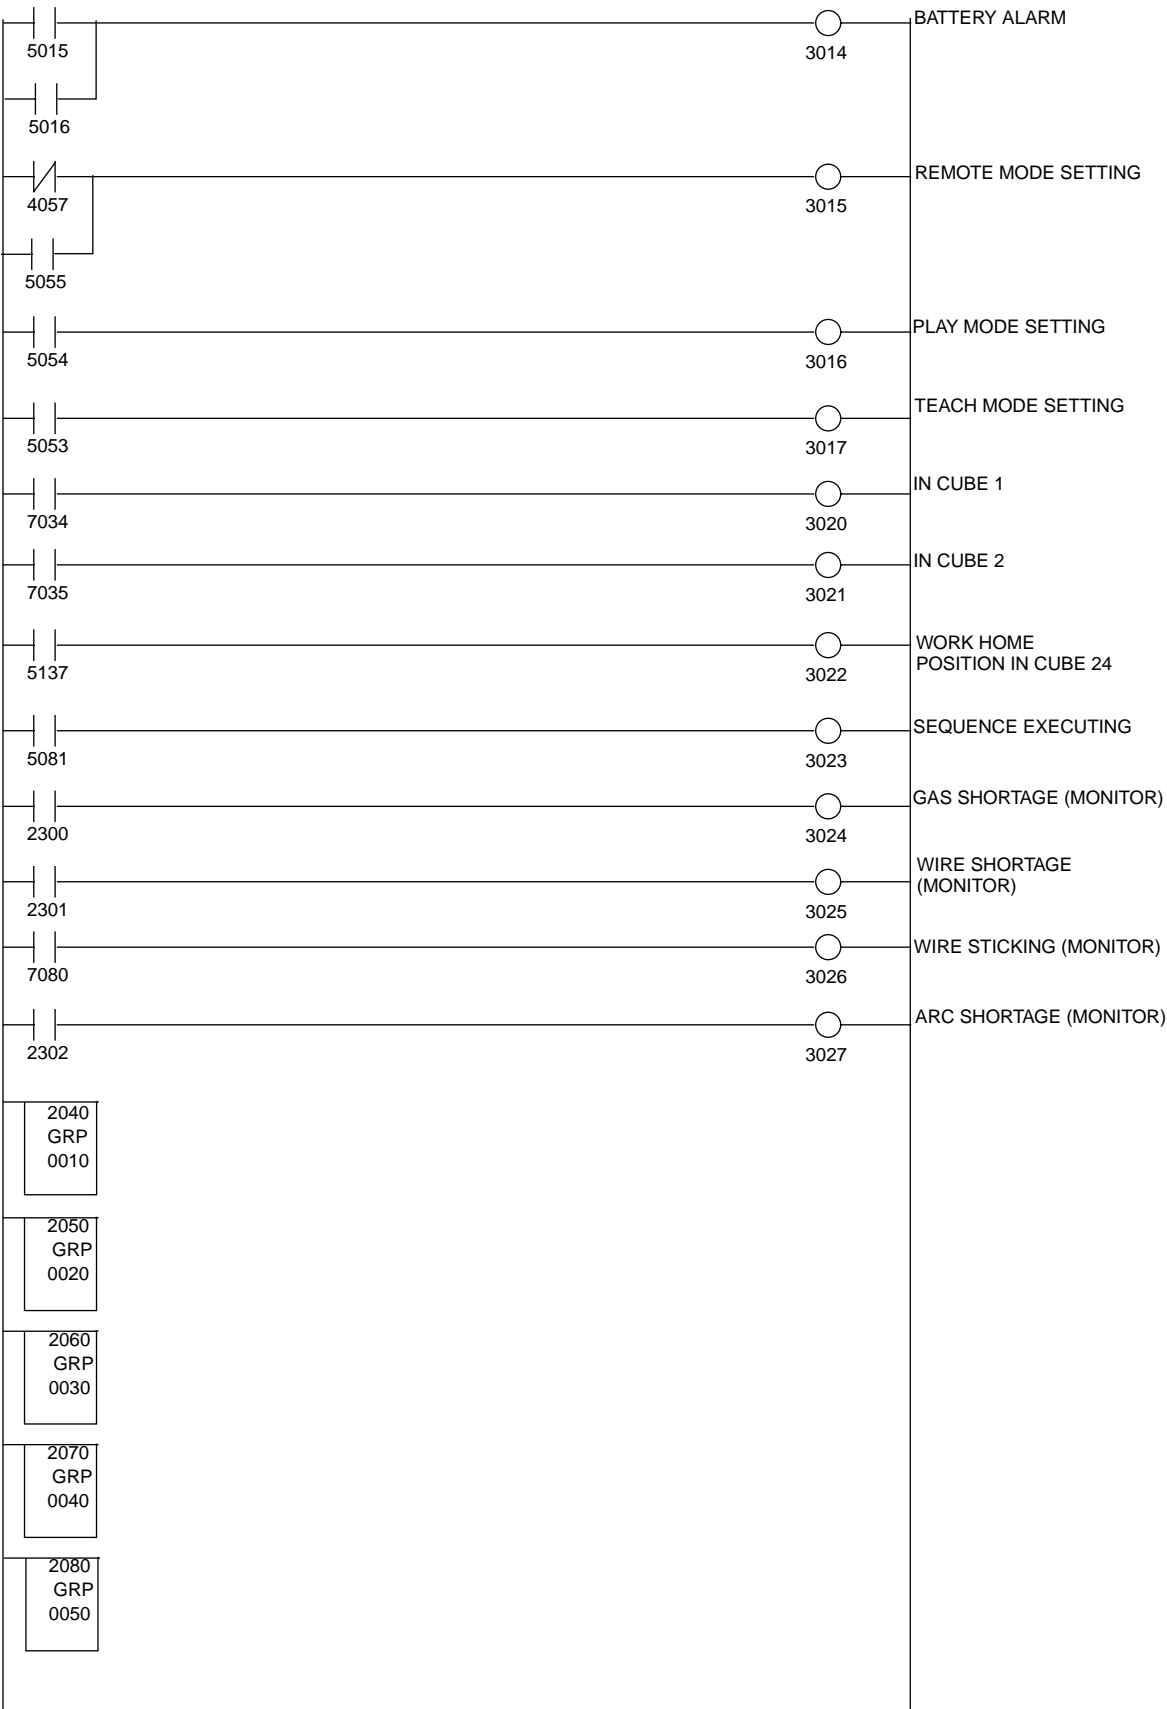 BATTERY ALARM
5015
3014
5016
REMOTE MODE SETTING
4057
3015
5055
PLAY MODE SETTING
5054
3016
TEACH MODE SETTING
5053
3017
IN CUBE 1
7034
3020
IN CUBE 2
7035
3021
WORK HOME
POSITION IN CUBE 24
5137
3022
SEQUENCE EXECUTING
5081
3023
GAS SHORTAGE (MONITOR)
2300
3024
WIRE SHORTAGE
(MONITOR)
2301
3025
WIRE STICKING (MONITOR)
7080
3026
ARC SHORTAGE (MONITOR)
2302
3027
2040
GRP
0010
2050
GRP
0020
2060
GRP
0030
2070
GRP
0040
2080
GRP
0050